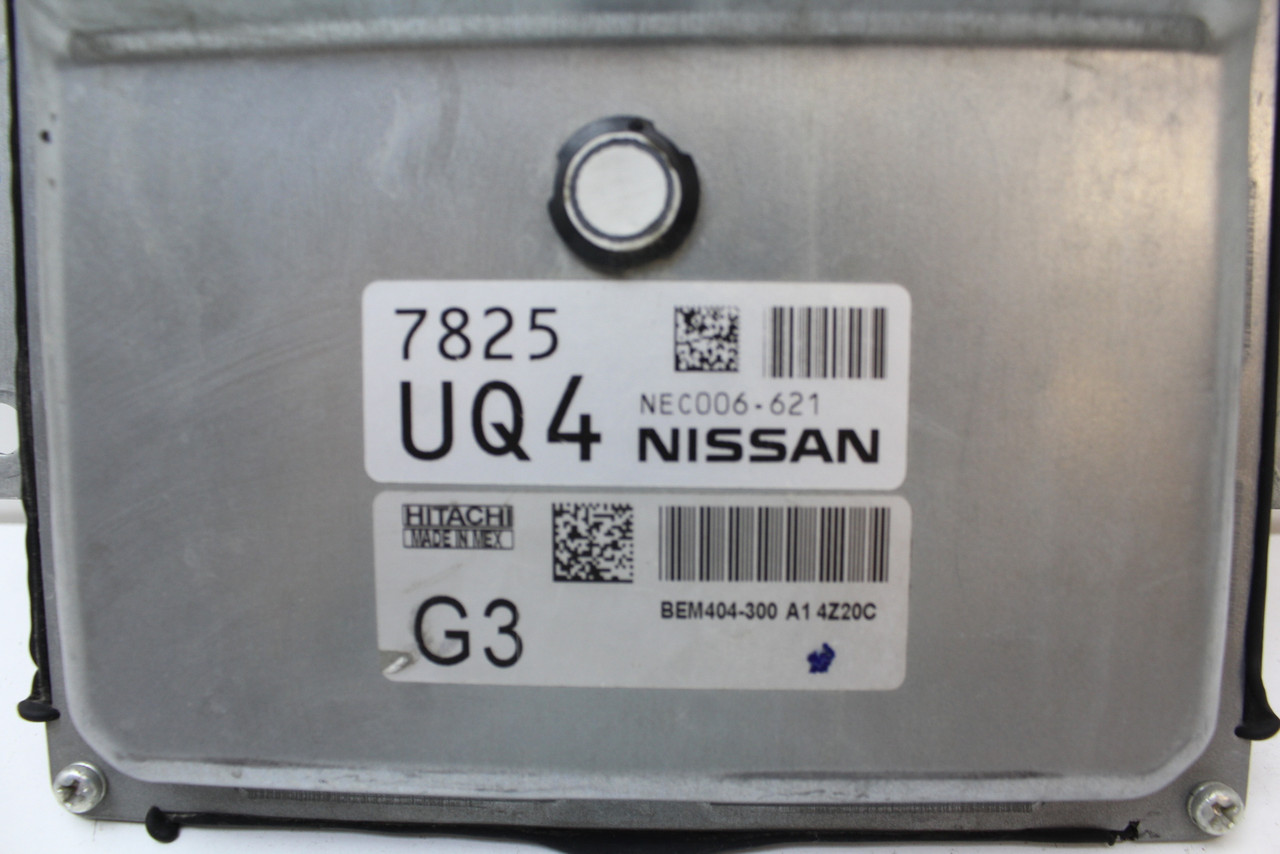 7825
UQ4
NEC006-621
NISSAN
HITACHI
MADE IN MEX
G3
BEM404-300 A1 4Z20C